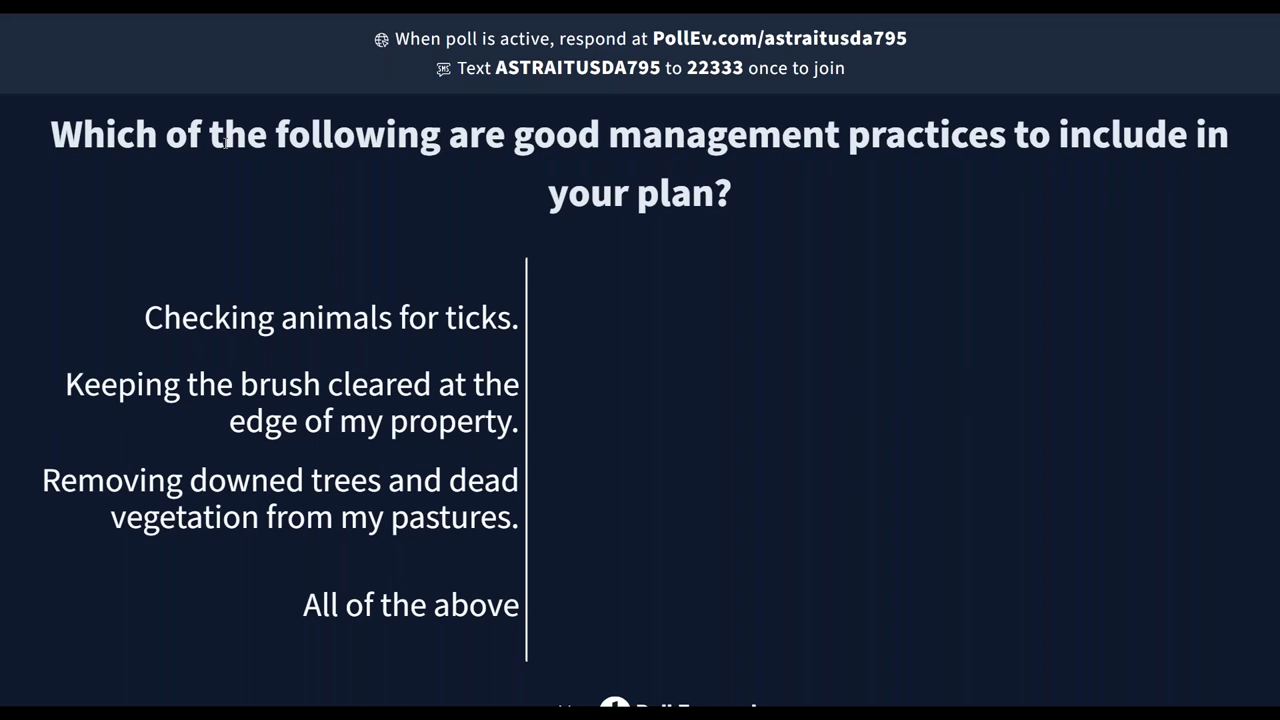 When poll is active, respond at PollEv.com/astraitusda795
Text ASTRAITUSDA795 to 22333 once to join
Which of the following are good management practices to include in
your plan?
Checking animals for ticks.
Keeping the brush cleared at the
edge of my property.
Removing downed trees and dead
vegetation from my pastures.
All of the above